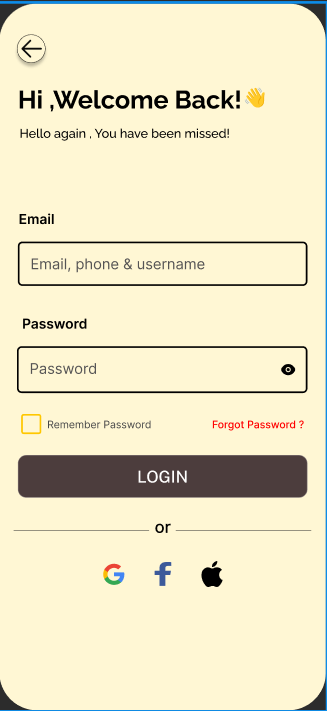 Hi ,Welcome Back!👋
Hello again , You have been missed!
Email
Email, phone & username
Password
Password
Remember Password
Forgot Password ?
LOGIN
or